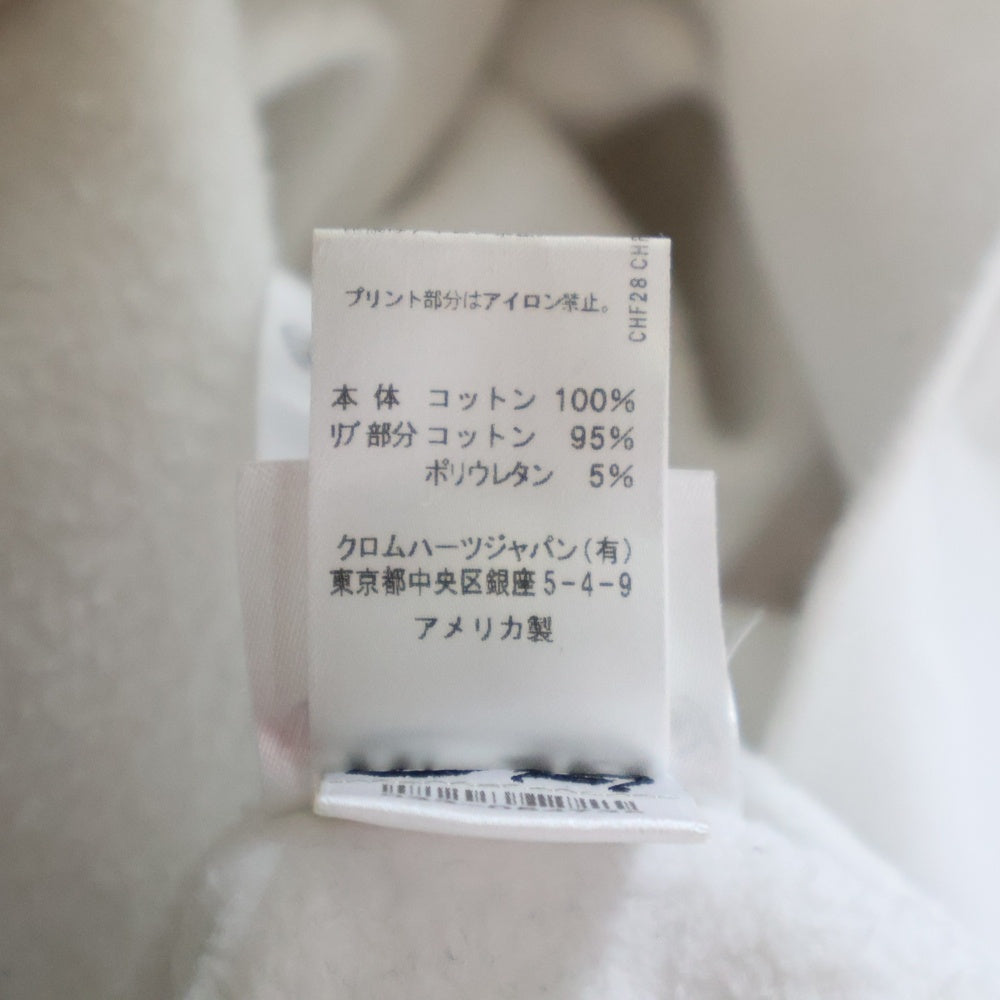 プリント部分はアイロン禁止。
CHF28 CH
本体 コットン 100%
リブ部分 コットン 95%
ポリウレタン 5%
クロムハーツジャパン(有)
東京都中央区銀座5-4-9
アメリカ製